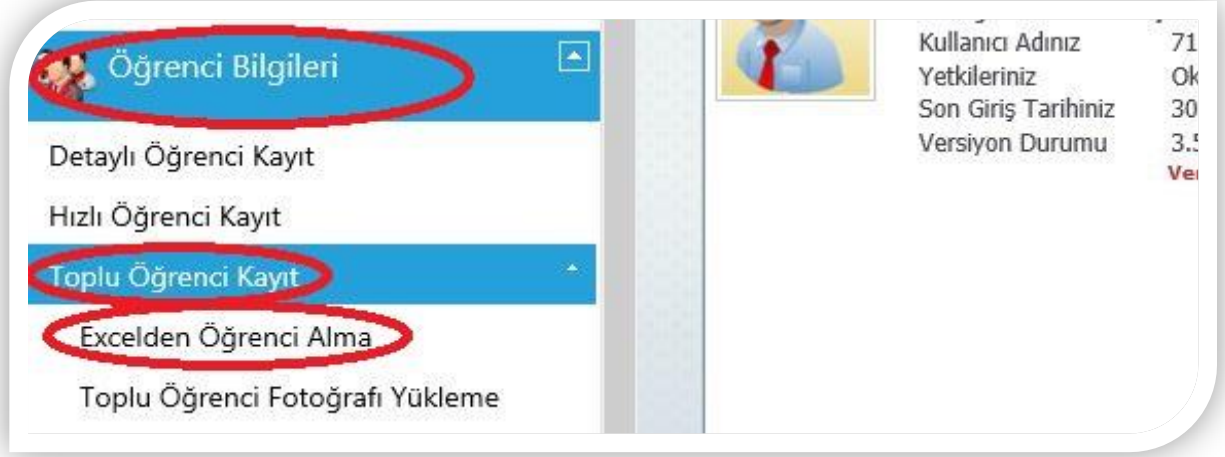 Öğrenci Bilgileri
Detaylı Öğrenci Kayıt
Hızlı Öğrenci Kayıt
Toplu Öğrenci Kayıt
Excelden Öğrenci Alma
Toplu Öğrenci Fotoğrafı Yükleme
Kullanıcı Adınız 71
Yetkileriniz Ok
Son Giriş Tarihiniz 30
Versiyon Durumu 3.5
Ver